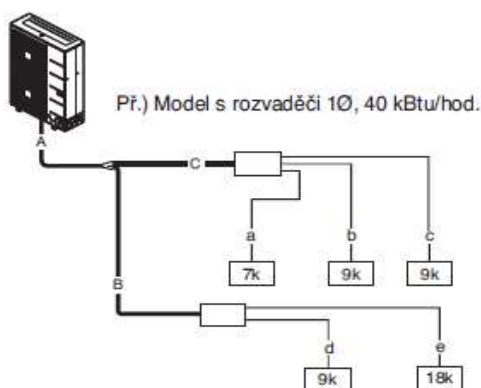 Př.) Model s rozvaděči 1Ø, 40 kBtu/hod.
A
C
a
b
c
7k
9k
9k
B
d
e
9k
18k